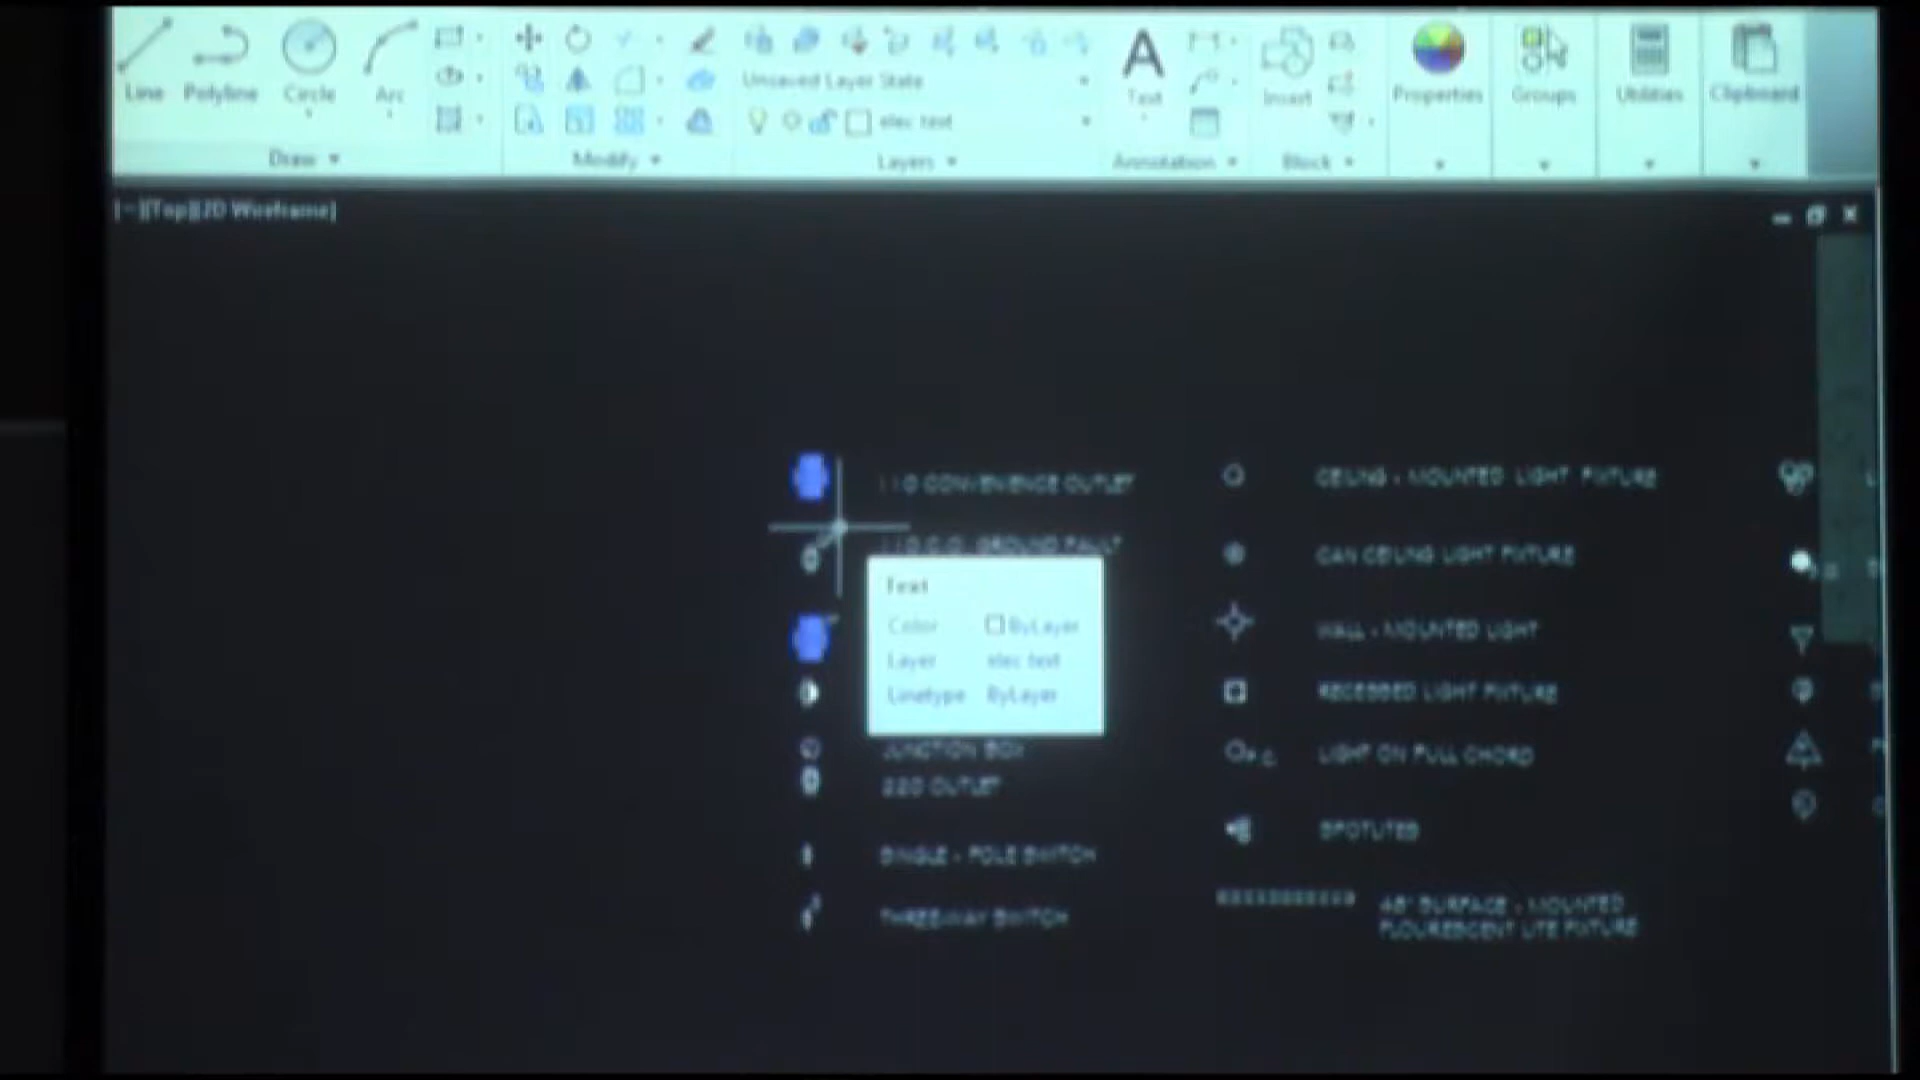 Line
Polyline
Circle
Arc
Draw
Modify
Unsaved Layer State
elec text
Layers
Text
Annotation
Insert
Block
Properties
Groups
Utilities
Clipboard
[-][Top][2D Wireframe]
110 CONVENIENCE OUTLET
110 C.O. GROUND FAULT
Text
Color ByLayer
Layer elec text
Linetype ByLayer
JUNCTION BOX
220 OUTLET
SINGLE - POLE SWITCH
THREEWAY SWITCH
CEILING - MOUNTED LIGHT FIXTURE
CAN CEILING LIGHT FIXTURE
WALL - MOUNTED LIGHT
RECESSED LIGHT FIXTURE
P.C.
LIGHT ON PULL CHORD
SPOTLITES
48" SURFACE - MOUNTED
FLOURESCENT LITE FIXTURE